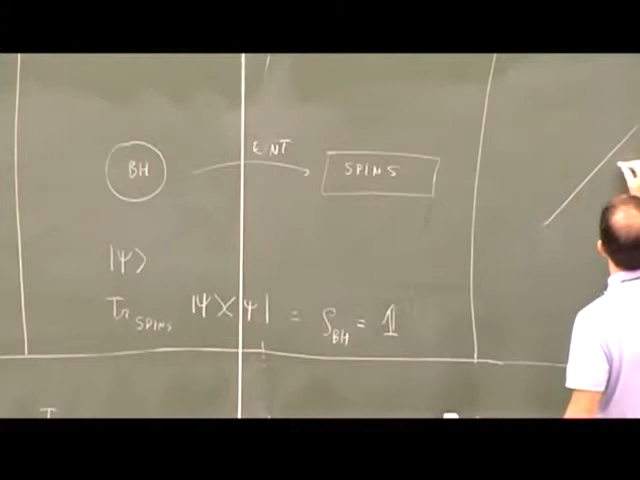 BH ENT SPINS
|ψ⟩
Tr_SPINS |ψ⟩⟨ψ| = ρ_BH = 𝟙